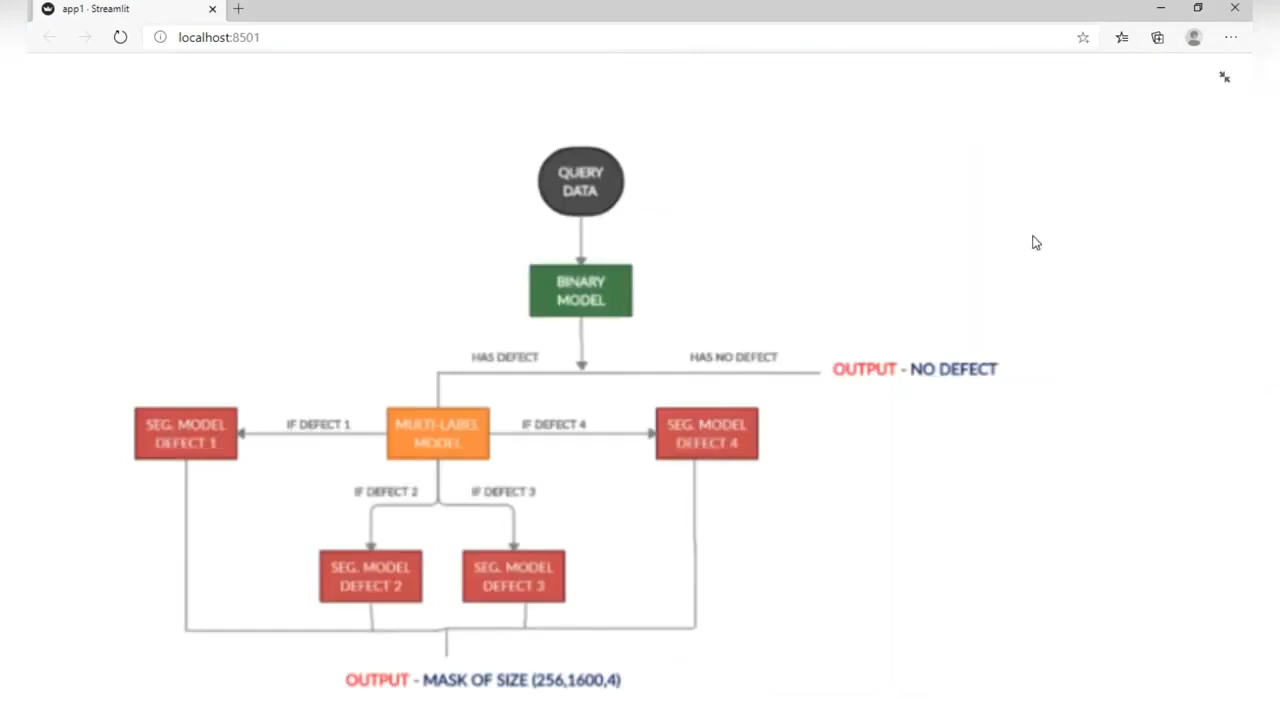 app1 · Streamlit
localhost:8501
QUERY
DATA
BINARY
MODEL
HAS DEFECT
HAS NO DEFECT
OUTPUT - NO DEFECT
SEG. MODEL
DEFECT 1
IF DEFECT 1
MULTI-LABEL
MODEL
IF DEFECT 4
SEG. MODEL
DEFECT 4
IF DEFECT 2
IF DEFECT 3
SEG. MODEL
DEFECT 2
SEG. MODEL
DEFECT 3
OUTPUT - MASK OF SIZE (256,1600,4)